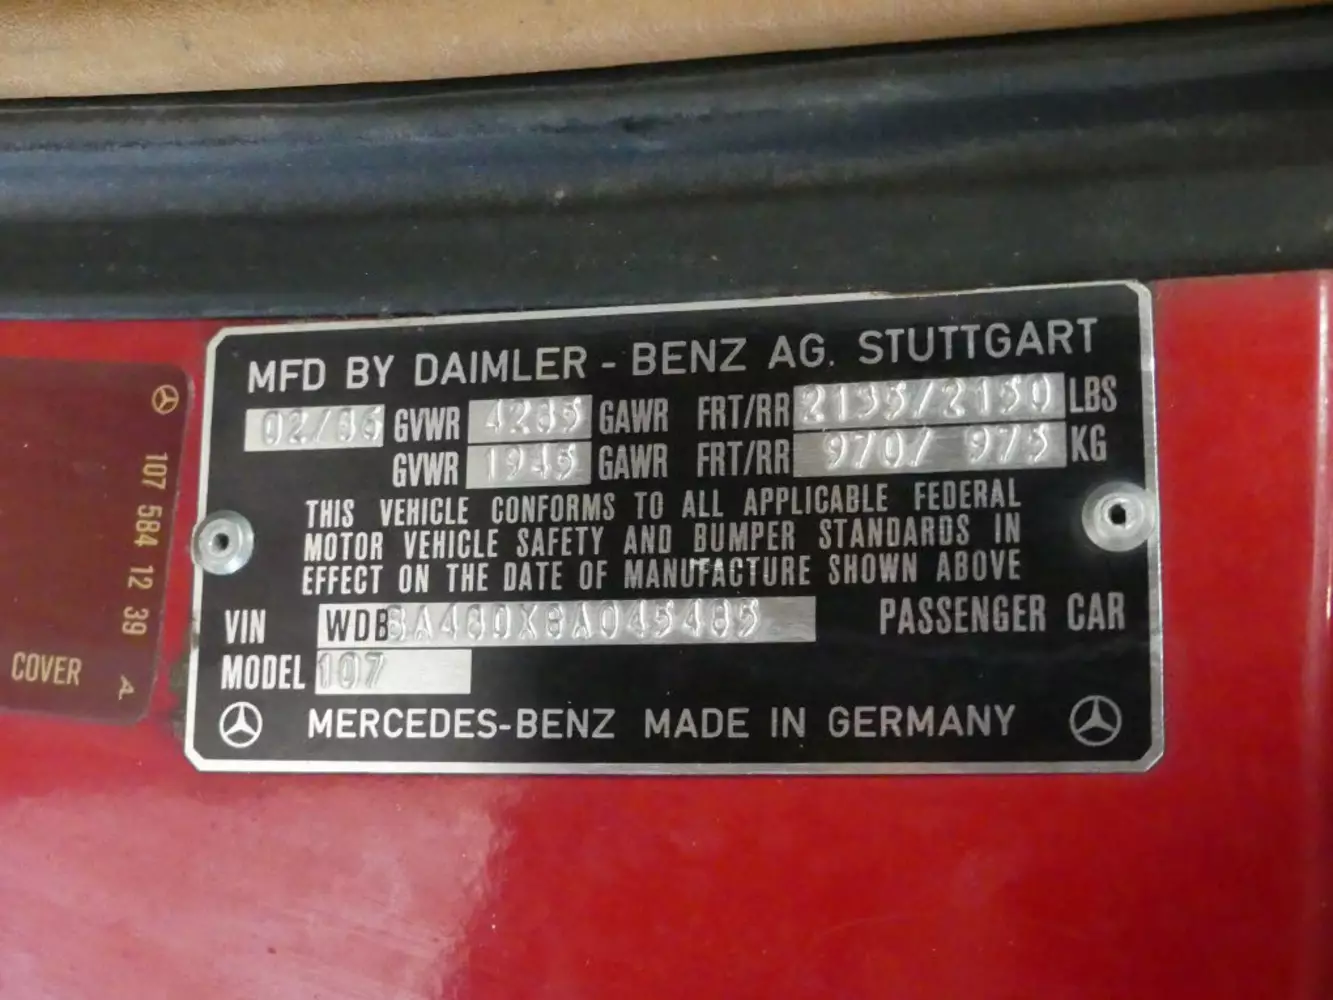 MFD BY DAIMLER - BENZ AG. STUTTGART
02/86 GVWR 4285 GAWR FRT/RR 2135/2150 LBS
GVWR 1945 GAWR FRT/RR 970/ 975 KG
THIS VEHICLE CONFORMS TO ALL APPLICABLE FEDERAL
MOTOR VEHICLE SAFETY AND BUMPER STANDARDS IN
EFFECT ON THE DATE OF MANUFACTURE SHOWN ABOVE
VIN WDBBA48DXGA045485 PASSENGER CAR
MODEL 107
MERCEDES-BENZ MADE IN GERMANY
107 584 12 39
COVER A